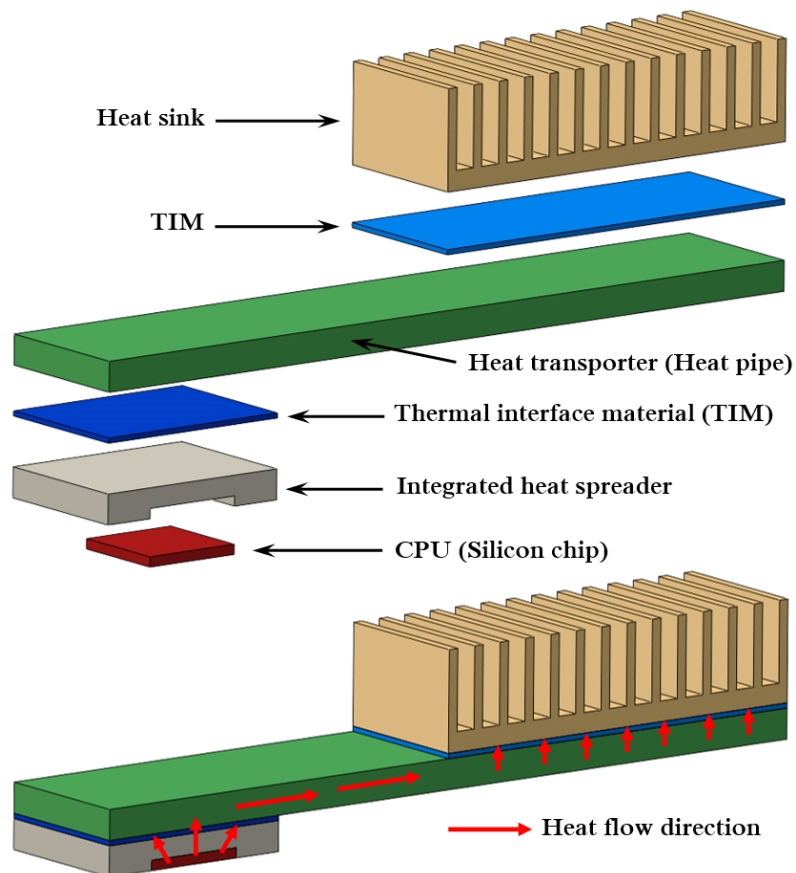 Heat sink
TIM
Heat transporter (Heat pipe)
Thermal interface material (TIM)
Integrated heat spreader
CPU (Silicon chip)
Heat flow direction